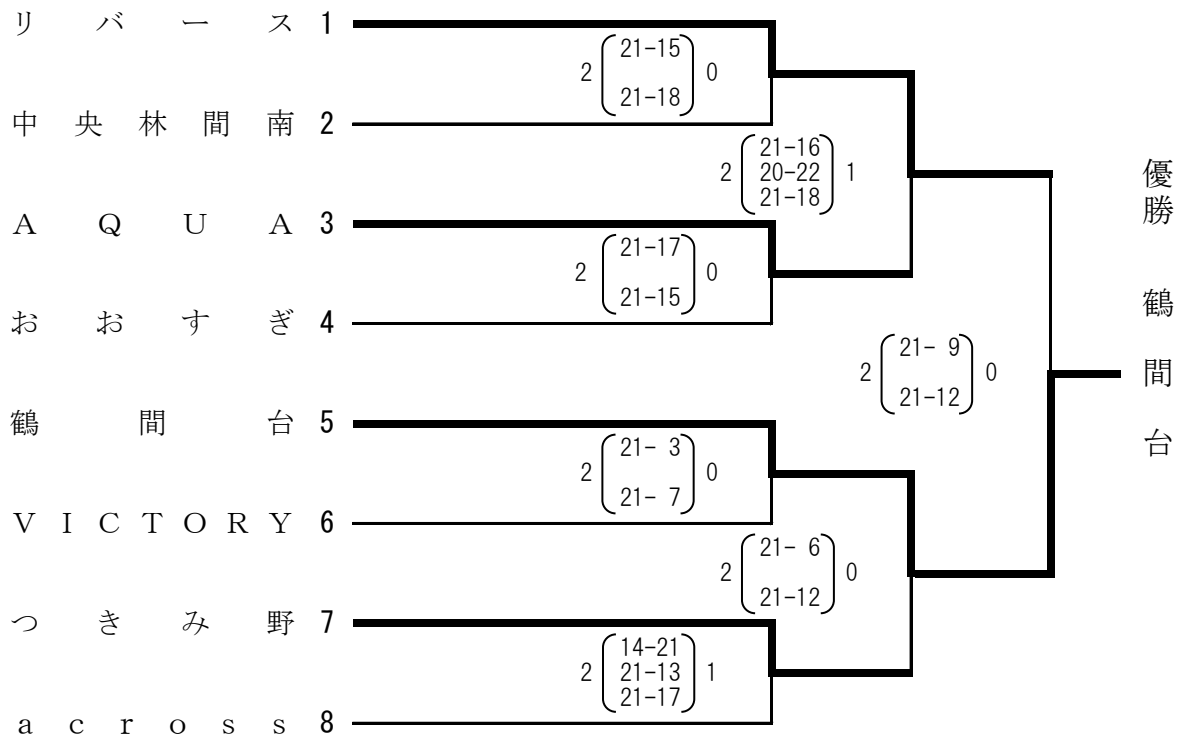 リバース 1
2 21-15 0
21-18
中央林間南 2
2 21-16 1
20-22
21-18
ＡＱＵＡ 3
2 21-17 0
21-15
おおすぎ 4
2 21- 9 0
21-12
鶴間台 5
2 21- 3 0
21- 7
ＶＩＣＴＯＲＹ 6
2 21- 6 0
21-12
つきみ野 7
2 14-21 1
21-13
21-17
ａｃｒｏｓｓ 8
優勝 鶴間台